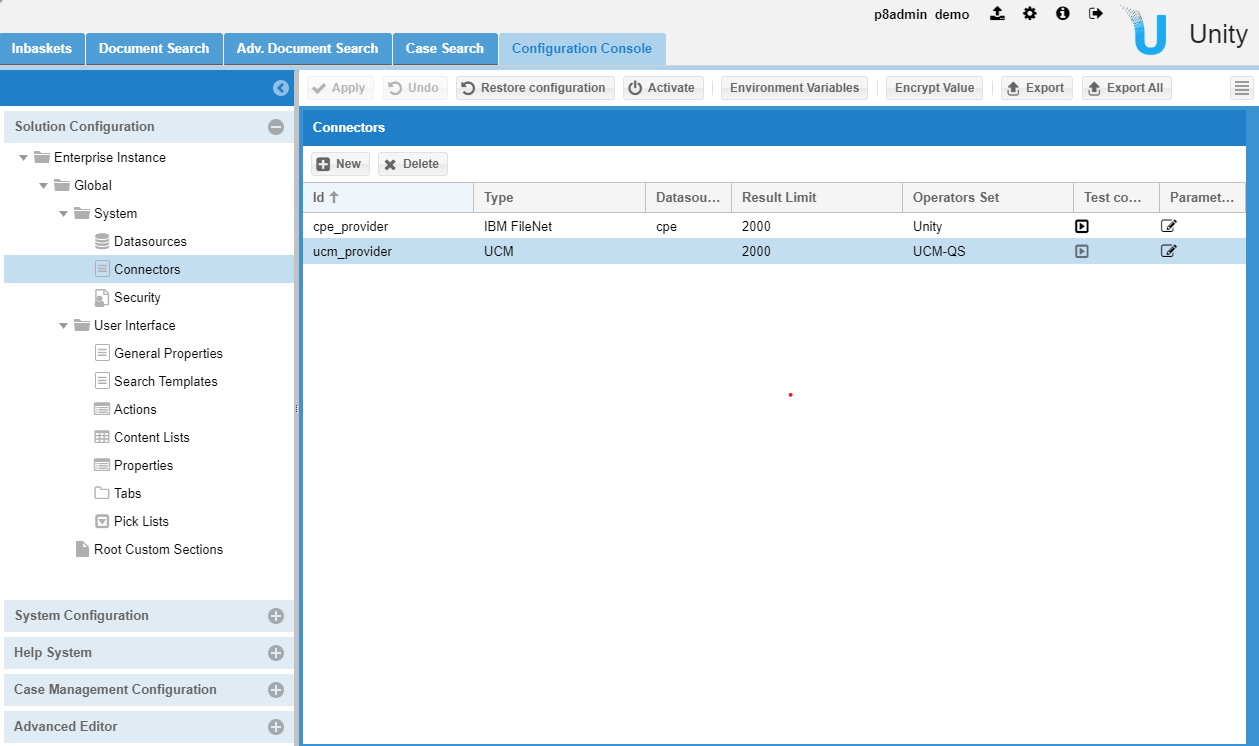 p8admin demo
Unity
Inbaskets
Document Search
Adv. Document Search
Case Search
Configuration Console
Apply
Undo
Restore configuration
Activate
Environment Variables
Encrypt Value
Export
Export All
Solution Configuration
Enterprise Instance
Global
System
Datasources
Connectors
Security
User Interface
General Properties
Search Templates
Actions
Content Lists
Properties
Tabs
Pick Lists
Root Custom Sections
System Configuration
Help System
Case Management Configuration
Advanced Editor
Connectors
New
Delete
Id Type Datasou... Result Limit Operators Set Test co... Paramet...
cpe_provider IBM FileNet cpe 2000 Unity
ucm_provider UCM 2000 UCM-QS